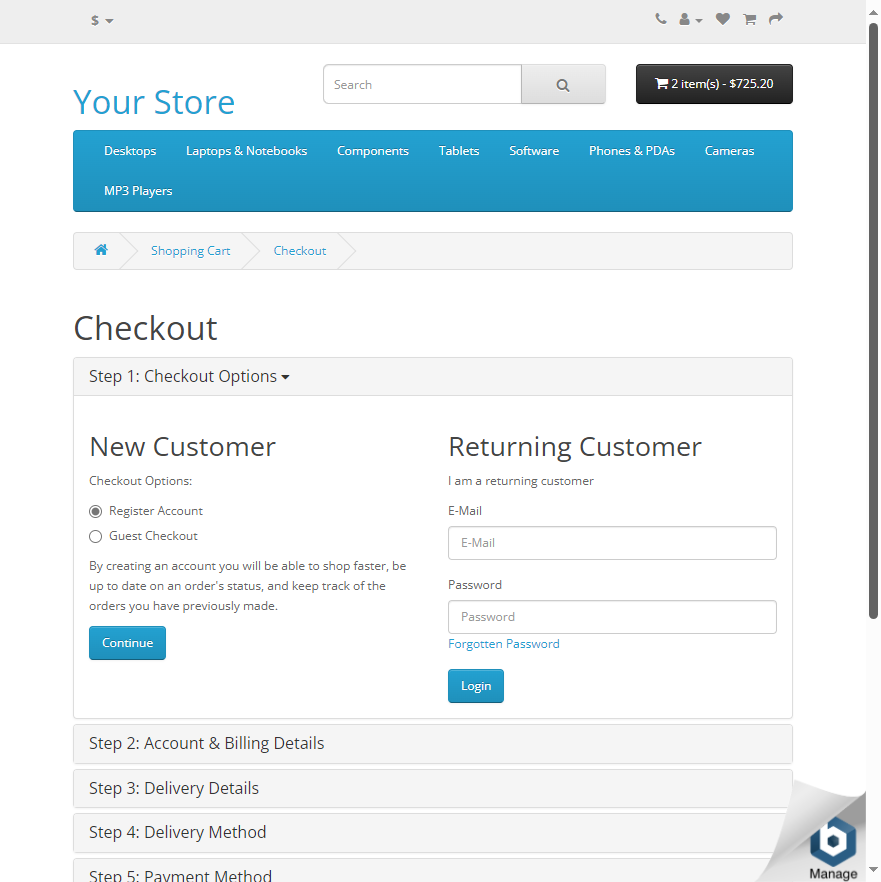 $
Your Store
Search
2 item(s) - $725.20
Desktops
Laptops & Notebooks
Components
Tablets
Software
Phones & PDAs
Cameras
MP3 Players
Shopping Cart
Checkout
Checkout
Step 1: Checkout Options
New Customer
Checkout Options:
Register Account
Guest Checkout
By creating an account you will be able to shop faster, be
up to date on an order's status, and keep track of the
orders you have previously made.
Continue
Returning Customer
I am a returning customer
E-Mail
E-Mail
Password
Password
Forgotten Password
Login
Step 2: Account & Billing Details
Step 3: Delivery Details
Step 4: Delivery Method
Step 5: Payment Method
b
Manage